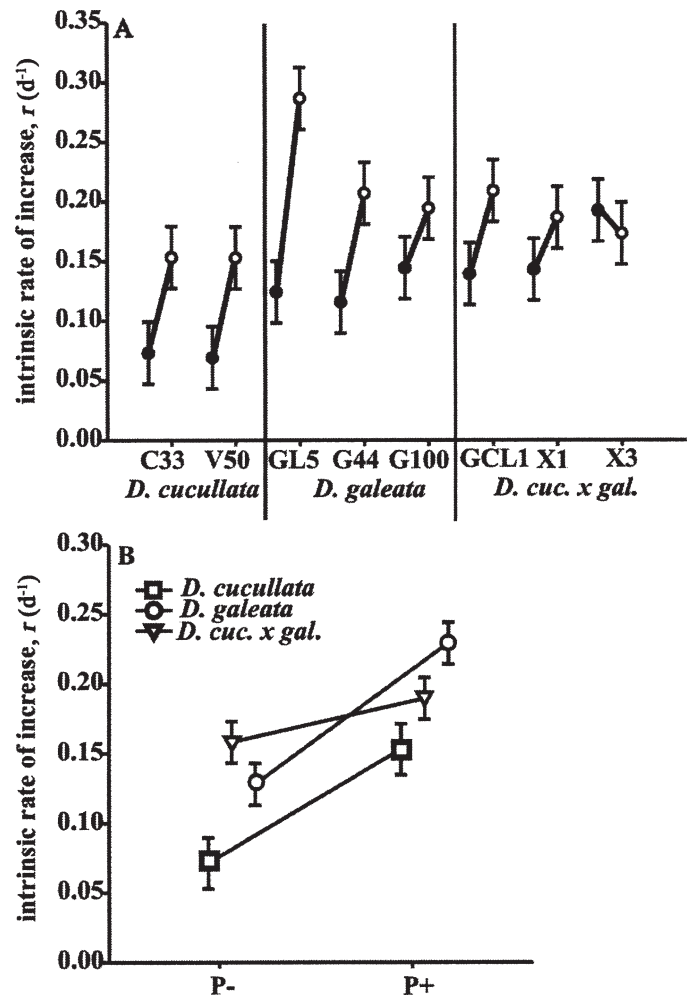 A
intrinsic rate of increase, r (d⁻¹)
0.35
0.30
0.25
0.20
0.15
0.10
0.05
0.00
C33 V50 GL5 G44 G100 GCL1 X1 X3
D. cucullata D. galeata D. cuc. x gal.
B
intrinsic rate of increase, r (d⁻¹)
0.30
0.25
0.20
0.15
0.10
0.05
0.00
D. cucullata
D. galeata
D. cuc. x gal.
P- P+